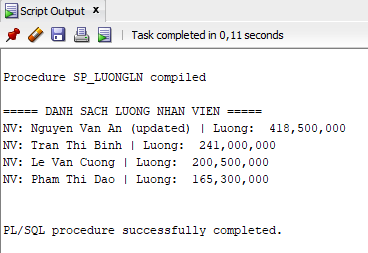 Script Output x
Task completed in 0,11 seconds
Procedure SP_LUONGLN compiled
===== DANH SACH LUONG NHAN VIEN =====
NV: Nguyen Van An (updated) | Luong:  418,500,000
NV: Tran Thi Binh | Luong:  241,000,000
NV: Le Van Cuong | Luong:  200,500,000
NV: Pham Thi Dao | Luong:  165,300,000
PL/SQL procedure successfully completed.